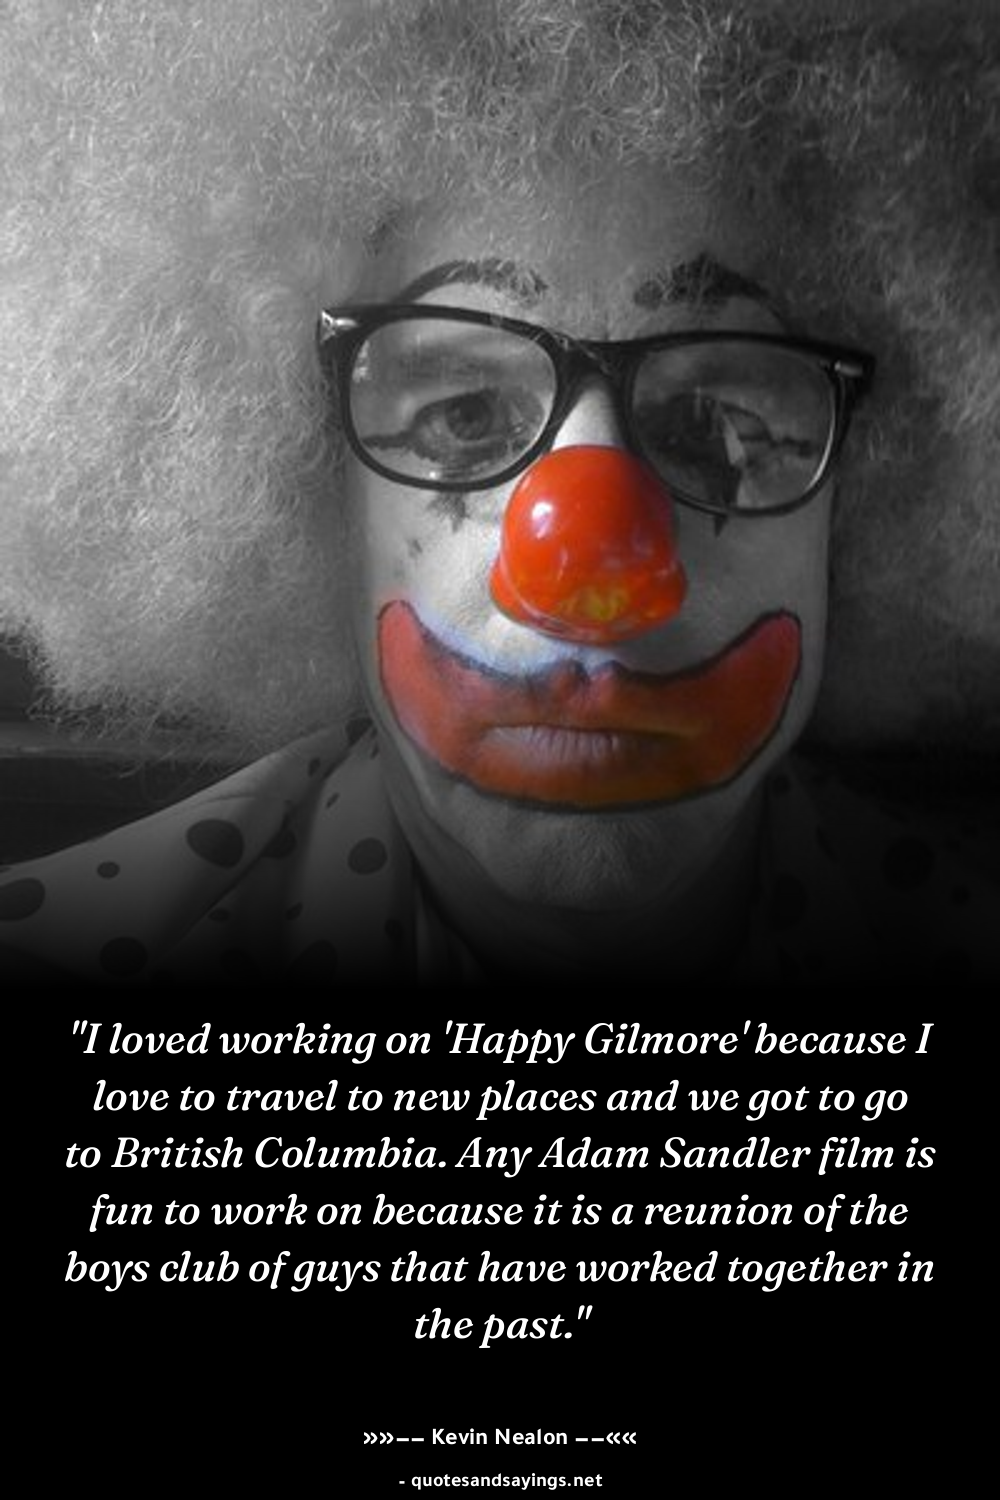 "I loved working on 'Happy Gilmore' because I
love to travel to new places and we got to go
to British Columbia. Any Adam Sandler film is
fun to work on because it is a reunion of the
boys club of guys that have worked together in
the past."
»»−− Kevin Nealon −−««
- quotesandsayings.net